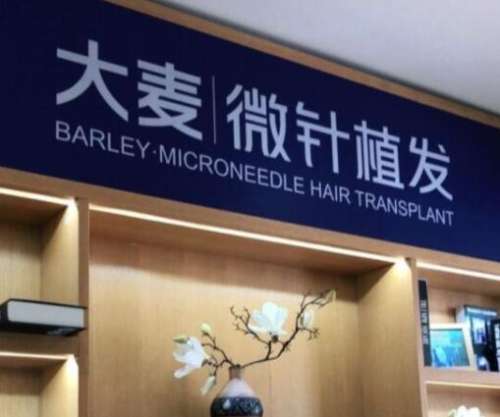 大麦 微针植发
BARLEY·MICRONEEDLE HAIR TRANSPLANT